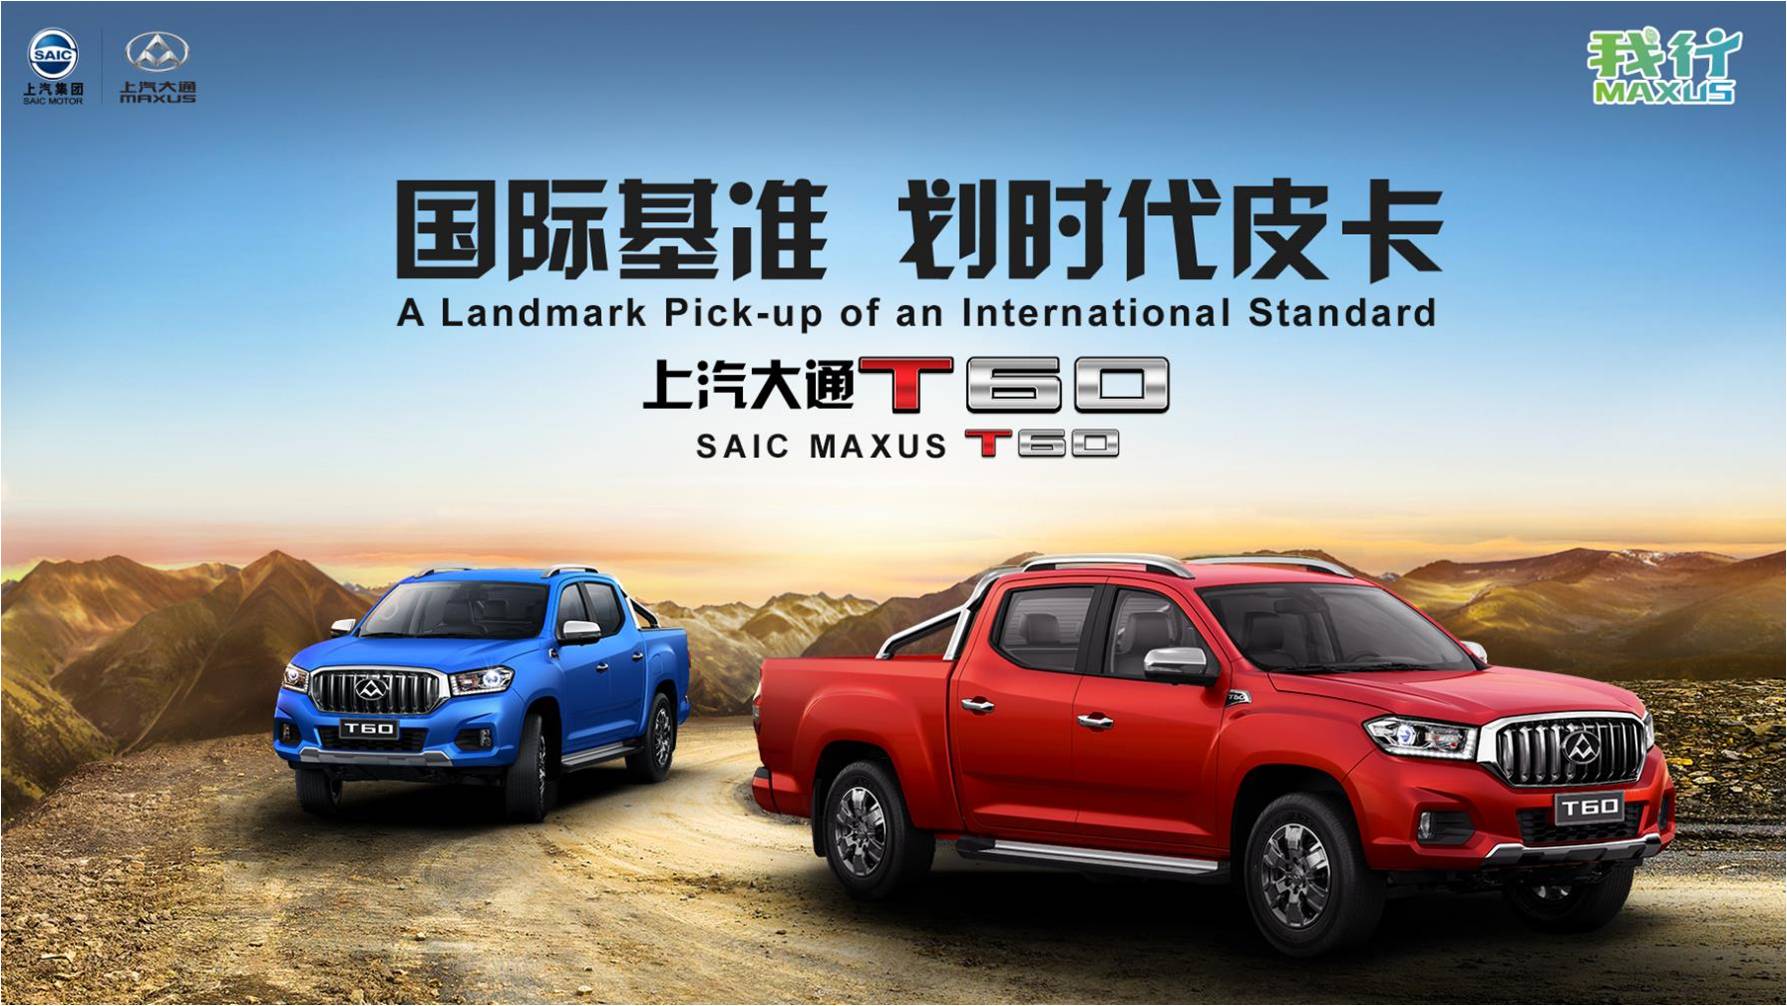 SAIC
上汽集团
SAIC MOTOR
上汽大通
MAXUS
我行
MAXUS
国际基准 划时代皮卡
A Landmark Pick-up of an International Standard
上汽大通T60
SAIC MAXUS T60
T60
T60
T60